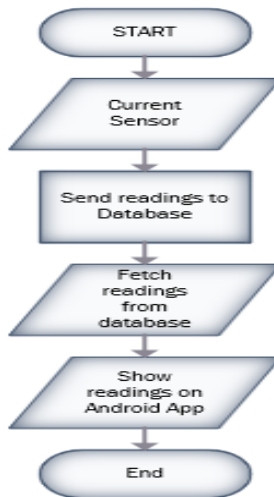 START
Current
Sensor
Send readings to
Database
Fetch
readings
from
database
Show
readings on
Android App
End